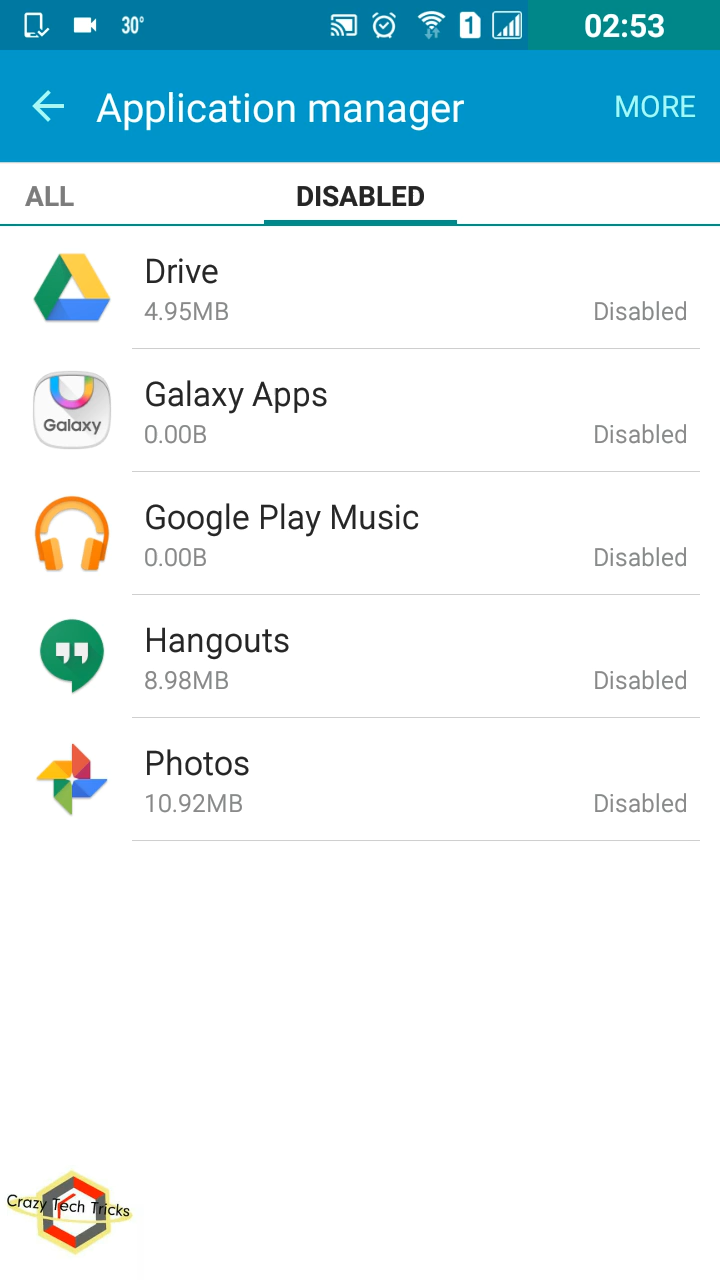 30°
1
02:53
Application manager
MORE
ALL
DISABLED
Drive
4.95MB
Disabled
Galaxy Apps
Galaxy
0.00B
Disabled
Google Play Music
0.00B
Disabled
Hangouts
8.98MB
Disabled
Photos
10.92MB
Disabled
Crazy Tech Tricks